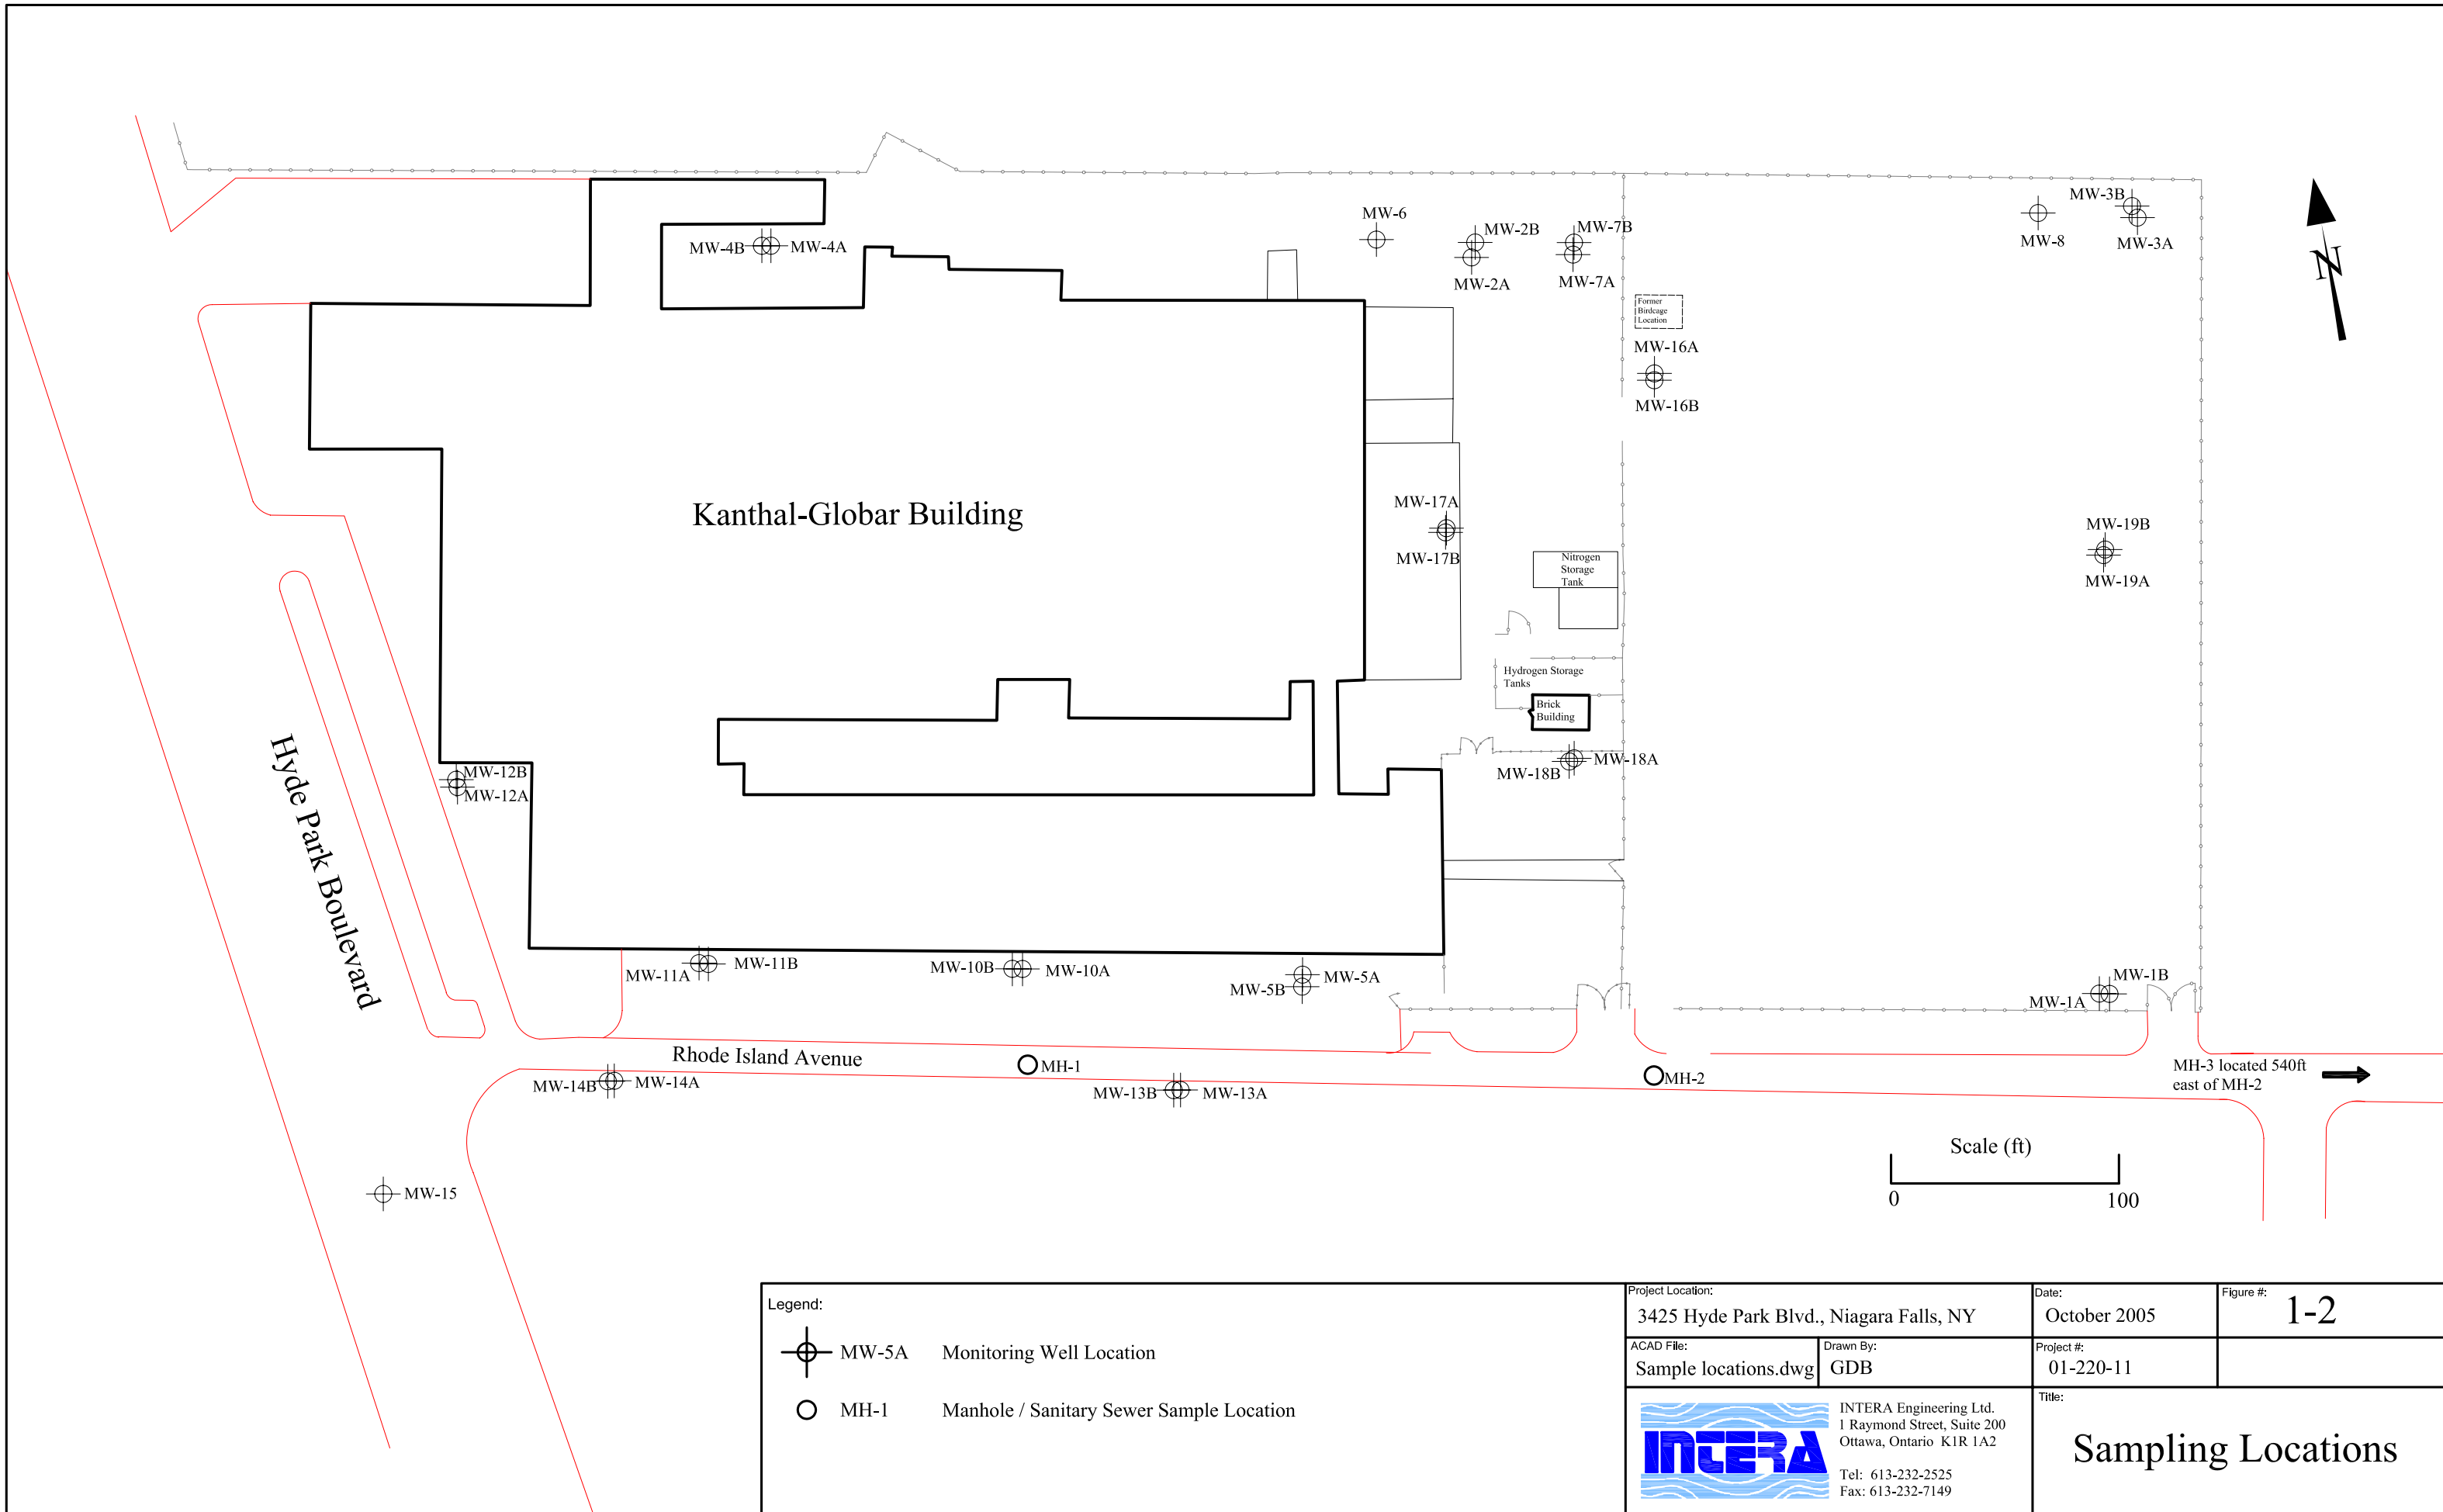 MW-3B
MW-6
MW-2B
MW-7B
MW-8
MW-3A
MW-4B
MW-4A
MW-2A
MW-7A
N
Former
Birdcage
Location
MW-16A
MW-16B
Kanthal-Globar Building
MW-17A
MW-17B
MW-19B
MW-19A
Nitrogen
Storage
Tank
Hydrogen Storage
Tanks
Brick
Building
MW-18B
MW-18A
MW-12B
MW-12A
Hyde Park Boulevard
MW-11A
MW-11B
MW-10B
MW-10A
MW-5B
MW-5A
MW-1B
MW-1A
Rhode Island Avenue
MH-1
MH-2
MH-3 located 540ft
east of MH-2
MW-14B
MW-14A
MW-13B
MW-13A
MW-15
Scale (ft)
0
100
Legend:
MW-5A Monitoring Well Location
MH-1 Manhole / Sanitary Sewer Sample Location
Project Location:
3425 Hyde Park Blvd., Niagara Falls, NY
Date:
October 2005
Figure #:
1-2
ACAD File:
Sample locations.dwg
Drawn By:
GDB
Project #:
01-220-11
INTERA
INTERA Engineering Ltd.
1 Raymond Street, Suite 200
Ottawa, Ontario K1R 1A2
Tel: 613-232-2525
Fax: 613-232-7149
Title:
Sampling Locations